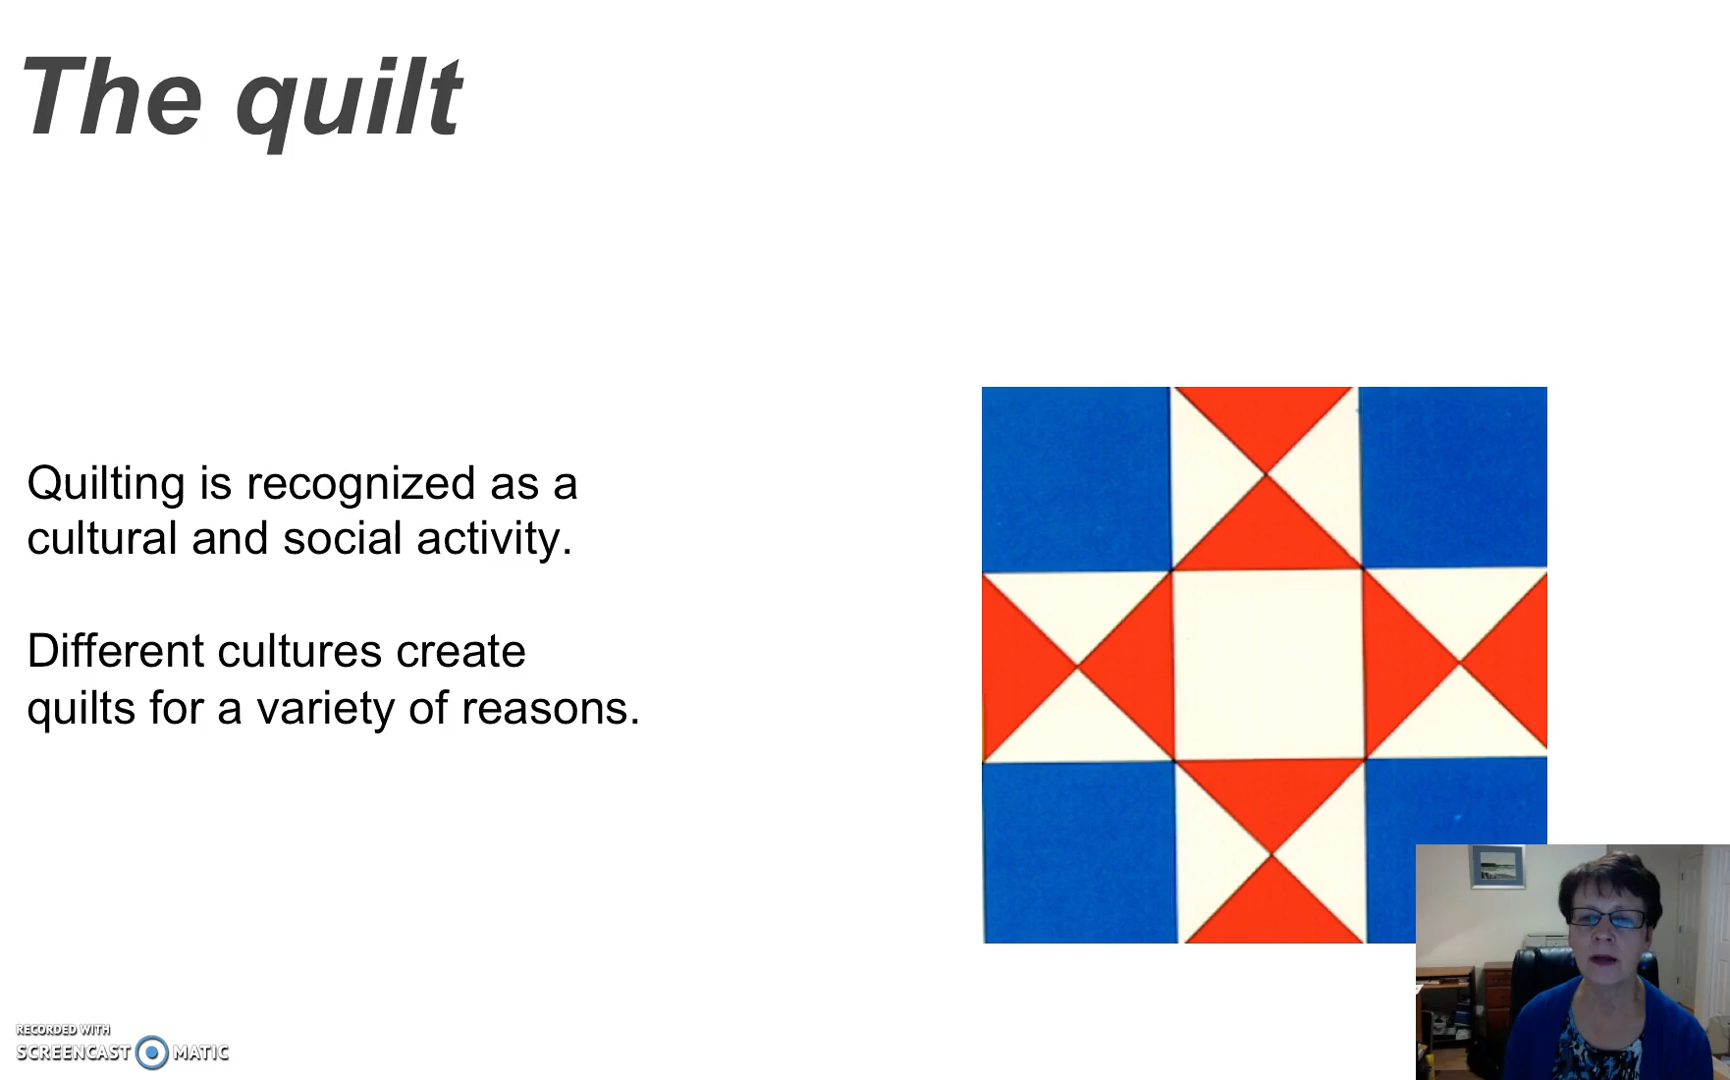 The quilt
Quilting is recognized as a
cultural and social activity.
Different cultures create
quilts for a variety of reasons.
RECORDED WITH
SCREENCAST MATIC